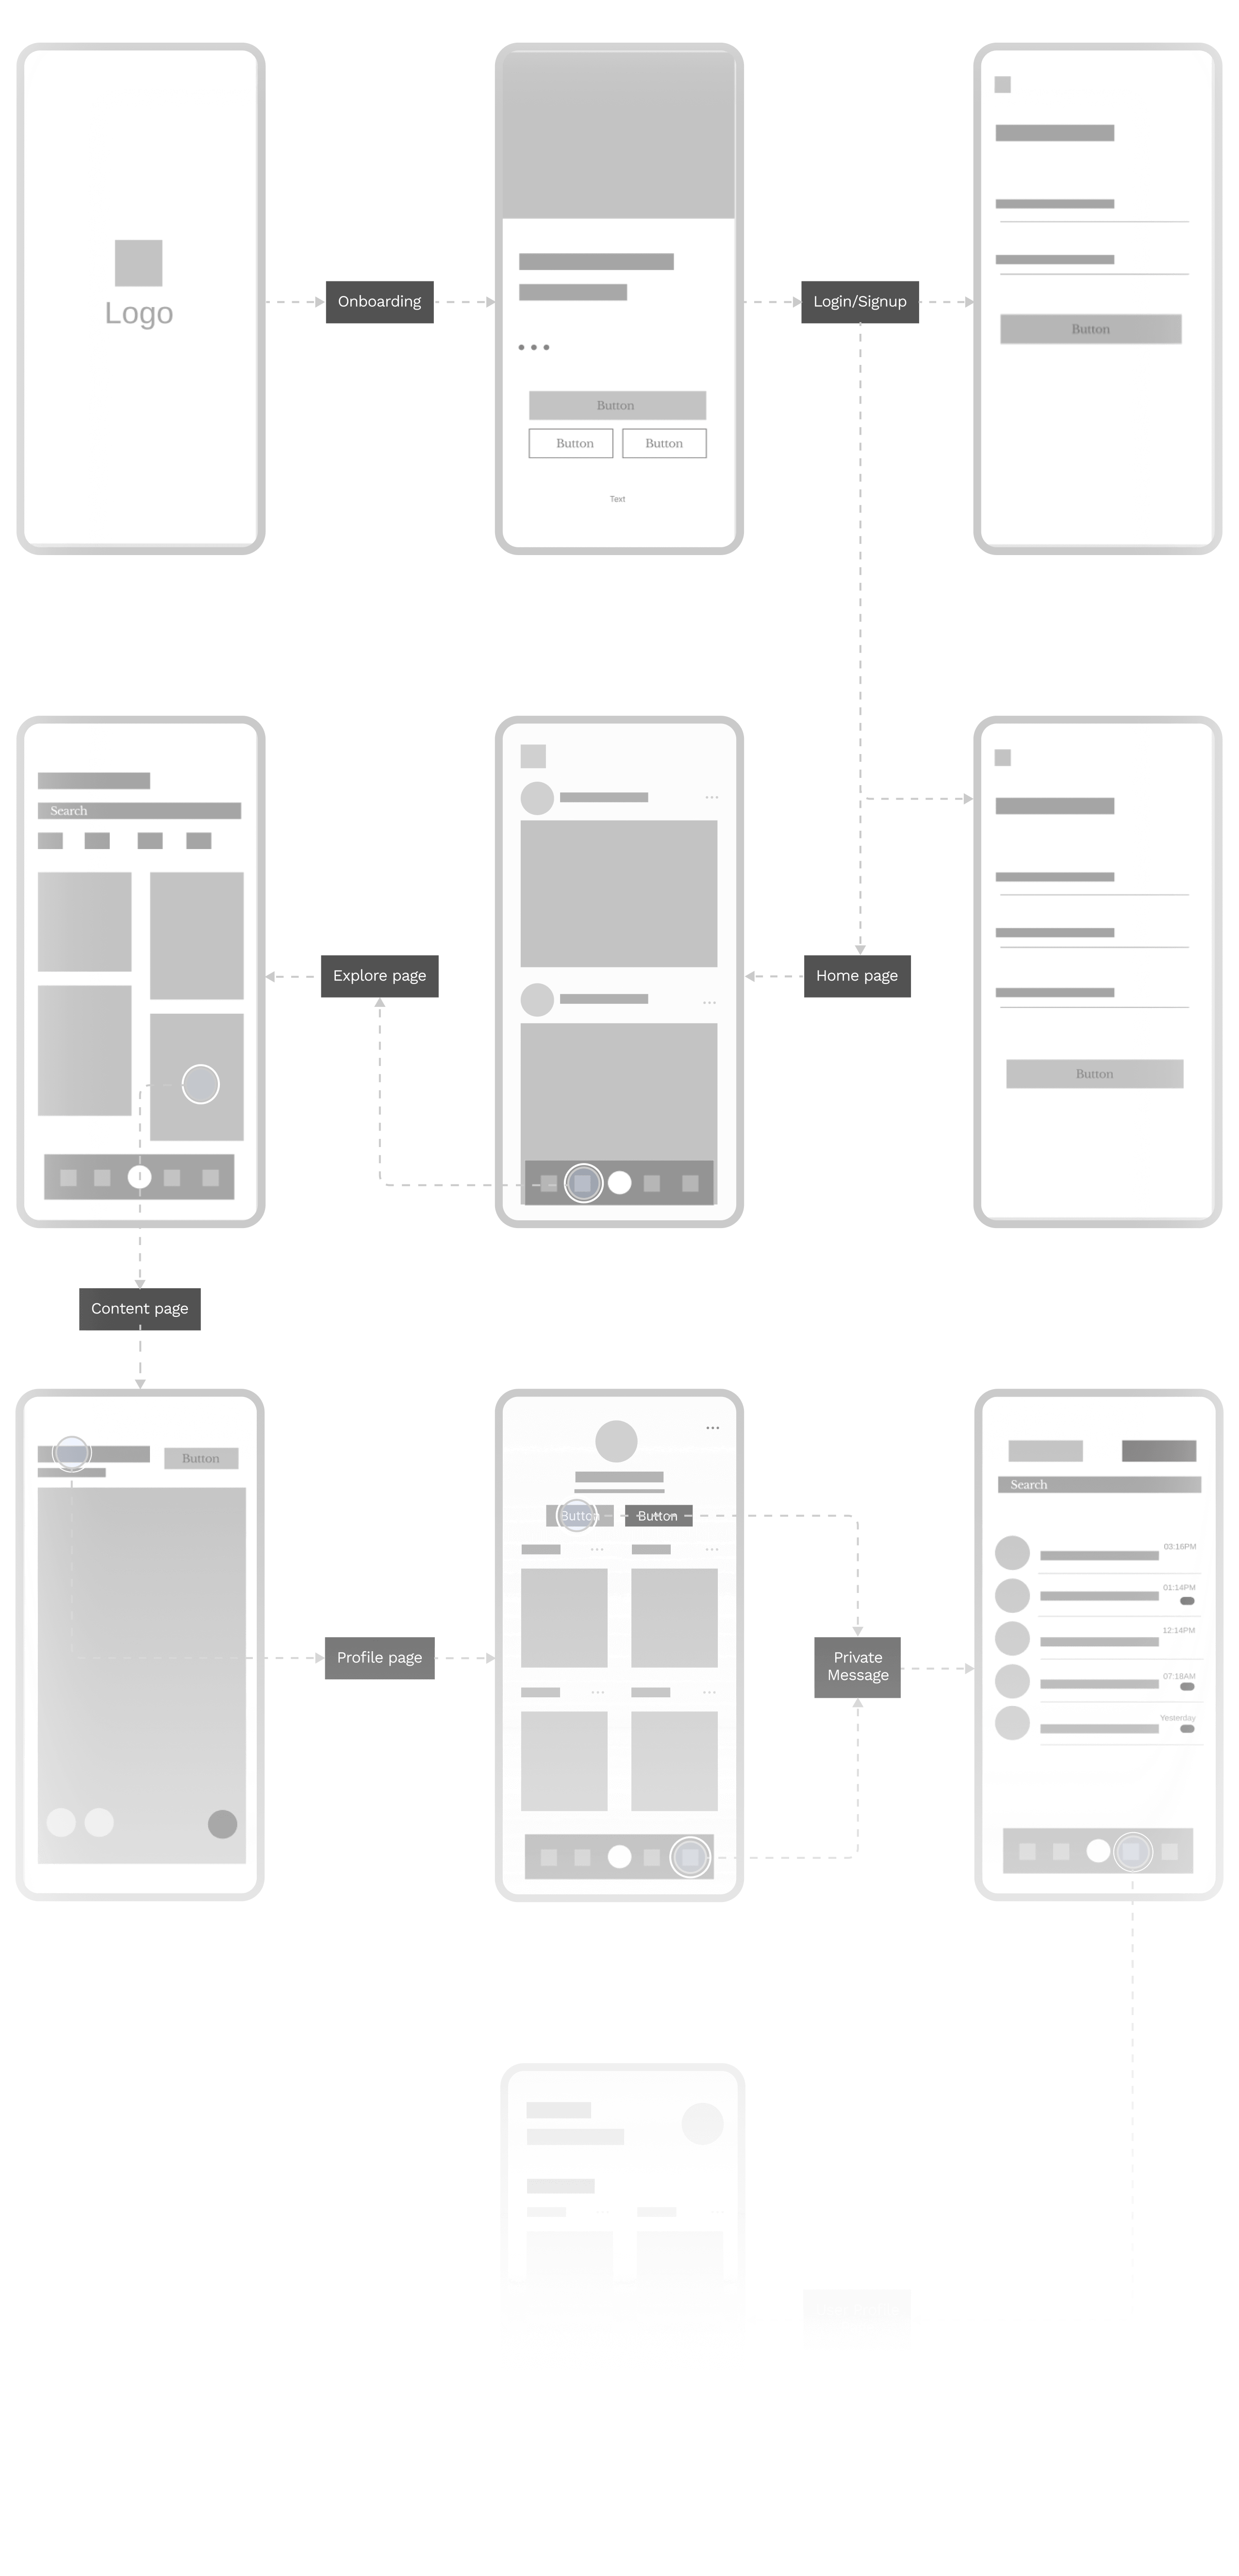 Logo
Onboarding
Button
Button
Button
Text
Login/Signup
Button
Search
Explore page
Home page
Button
Content page
Button
Profile page
Button
Button
Private
Message
Search
03:16PM
01:14PM
12:14PM
07:18AM
Yesterday